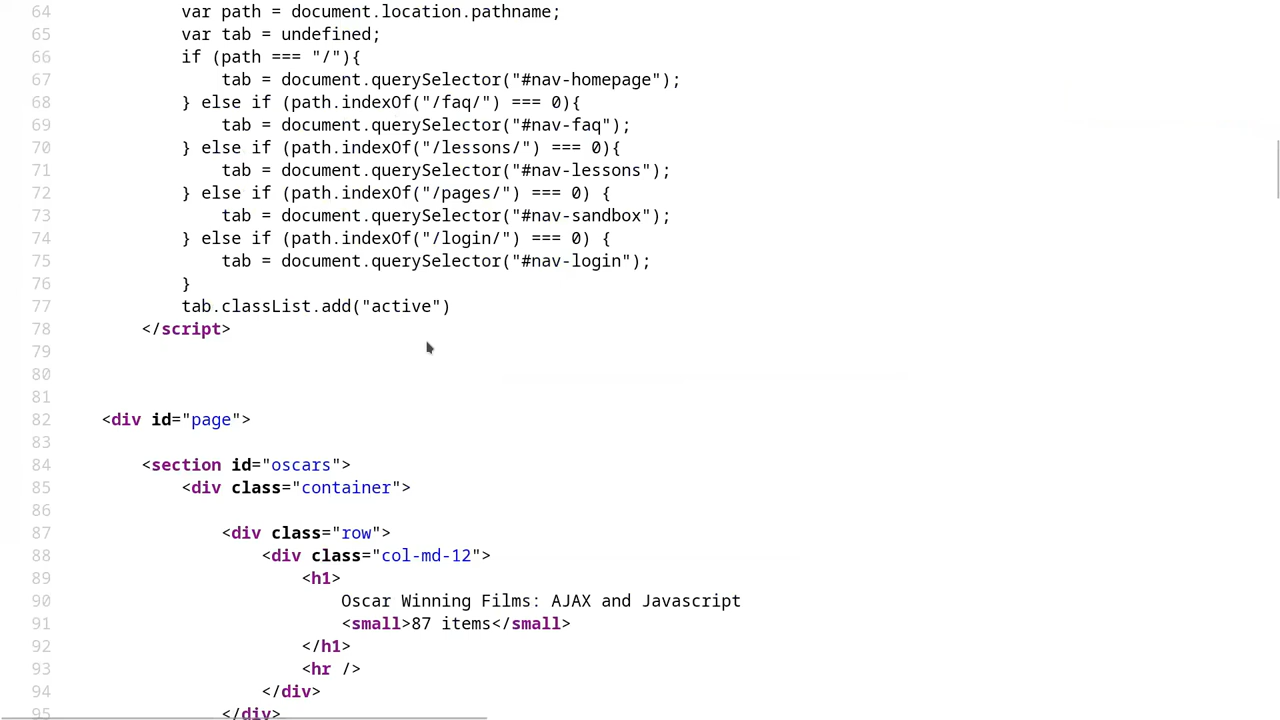 64 var path = document.location.pathname;
65 var tab = undefined;
66 if (path === "/"){
67 tab = document.querySelector("#nav-homepage");
68 } else if (path.indexOf("/faq/") === 0){
69 tab = document.querySelector("#nav-faq");
70 } else if (path.indexOf("/lessons/") === 0){
71 tab = document.querySelector("#nav-lessons");
72 } else if (path.indexOf("/pages/") === 0) {
73 tab = document.querySelector("#nav-sandbox");
74 } else if (path.indexOf("/login/") === 0) {
75 tab = document.querySelector("#nav-login");
76 }
77 tab.classList.add("active")
78 </script>
79
80
81
82 <div id="page">
83
84 <section id="oscars">
85 <div class="container">
86
87 <div class="row">
88 <div class="col-md-12">
89 <h1>
90 Oscar Winning Films: AJAX and Javascript
91 <small>87 items</small>
92 </h1>
93 <hr />
94 </div>
95 </div>